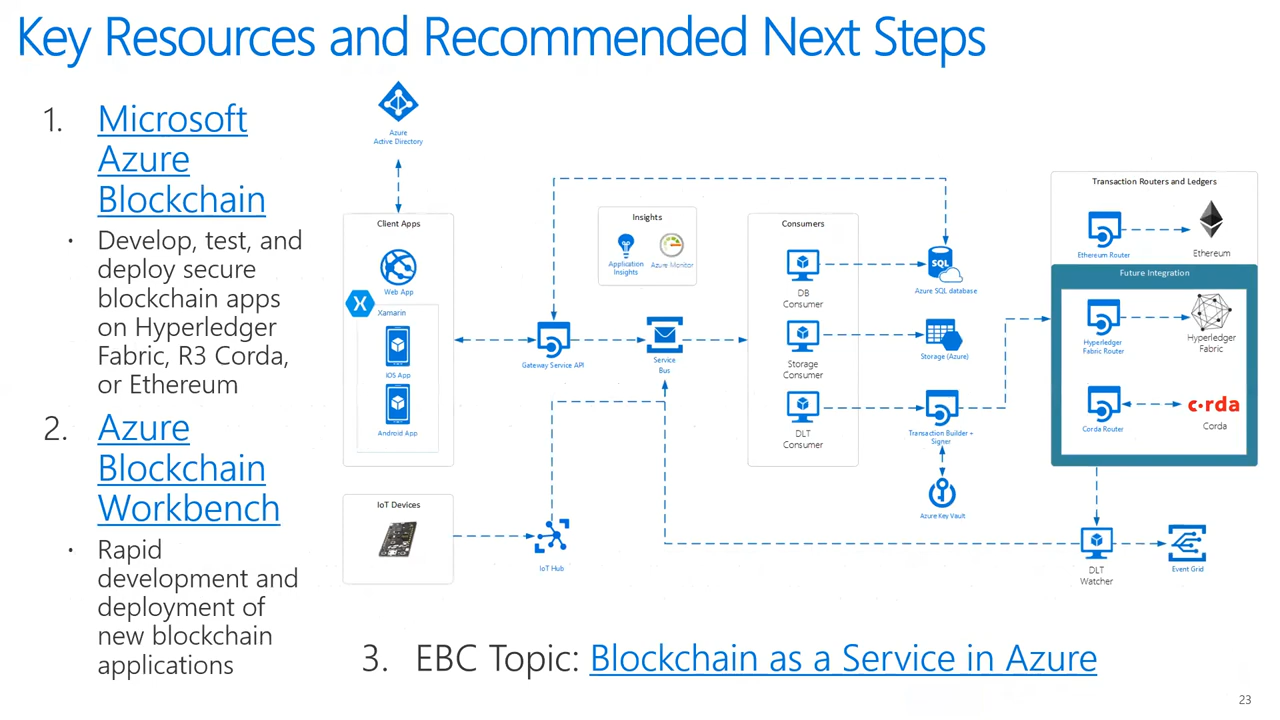 Key Resources and Recommended Next Steps
1. Microsoft
Azure
Blockchain
· Develop, test, and
deploy secure
blockchain apps
on Hyperledger
Fabric, R3 Corda,
or Ethereum
2. Azure
Blockchain
Workbench
· Rapid
development and
deployment of
new blockchain
applications
Azure
Active Directory
Client Apps
Web App
Xamarin
iOS App
Android App
IoT Devices
IoT Hub
Gateway Service API
Insights
Application
Insights
Azure Monitor
Service
Bus
Consumers
DB
Consumer
Storage
Consumer
DLT
Consumer
SQL
Azure SQL database
Storage (Azure)
Transaction Builder +
Signer
Azure Key Vault
Transaction Routers and Ledgers
Ethereum Router
Ethereum
Future Integration
Hyperledger
Fabric Router
Hyperledger
Fabric
Corda Router
c·rda
Corda
DLT
Watcher
Event Grid
3. EBC Topic: Blockchain as a Service in Azure
23